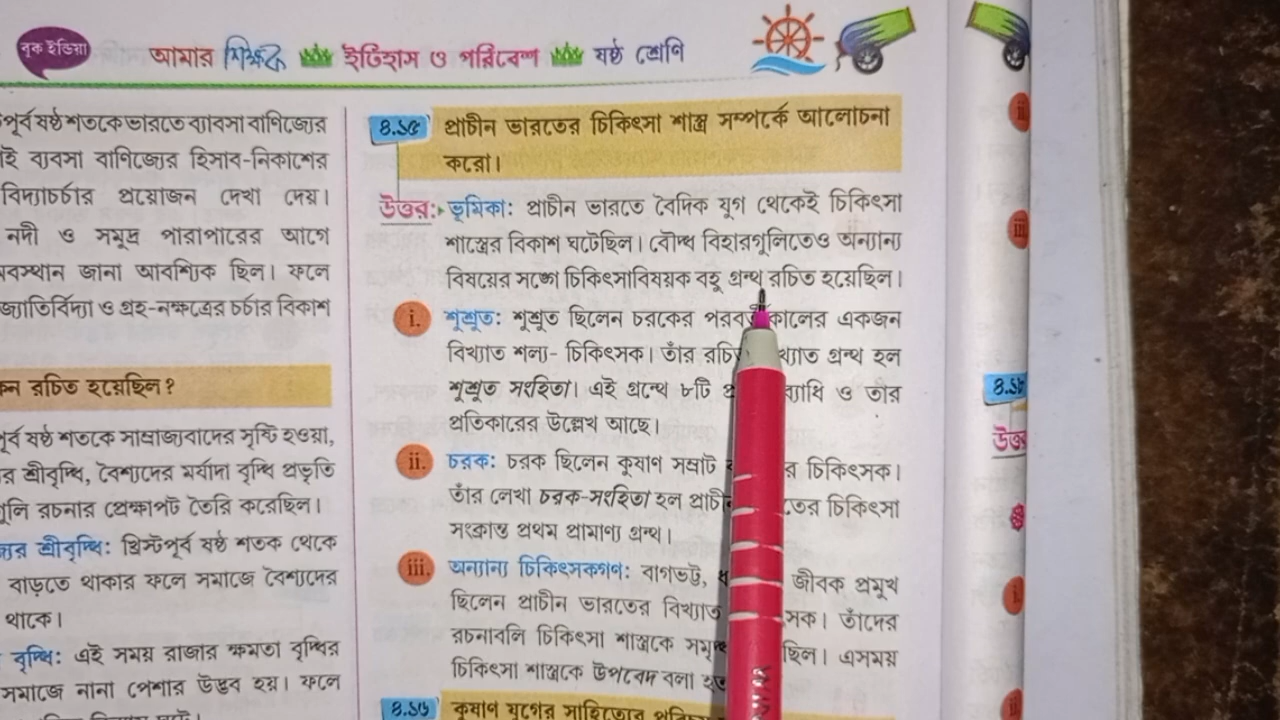 বুক ইন্ডিয়া
আমার শিক্ষক ইতিহাস ও পরিবেশ ষষ্ঠ শ্রেণি
পূর্ব ষষ্ঠ শতকে ভারতে ব্যাবসা বাণিজ্যের
ই ব্যবসা বাণিজ্যের হিসাব-নিকাশের
বিদ্যাচর্চার প্রয়োজন দেখা দেয়।
নদী ও সমুদ্র পারাপারের আগে
অবস্থান জানা আবশ্যিক ছিল। ফলে
জ্যোতির্বিদ্যা ও গ্রহ-নক্ষত্রের চর্চার বিকাশ
রচিত হয়েছিল?
পূর্ব ষষ্ঠ শতকে সাম্রাজ্যবাদের সৃষ্টি হওয়া,
র শ্রীবৃদ্ধি, বৈশ্যদের মর্যাদা বৃদ্ধি প্রভৃতি
গুলি রচনার প্রেক্ষাপট তৈরি করেছিল।
শ্রীবৃদ্ধি: খ্রিস্টপূর্ব ষষ্ঠ শতক থেকে
বাড়তে থাকার ফলে সমাজে বৈশ্যদের
থাকে।
বৃদ্ধি: এই সময় রাজার ক্ষমতা বৃদ্ধির
সমাজে নানা পেশার উদ্ভব হয়। ফলে
৪.১৫ প্রাচীন ভারতের চিকিৎসা শাস্ত্র সম্পর্কে আলোচনা
করো।
উত্তর: ভূমিকা: প্রাচীন ভারতে বৈদিক যুগ থেকেই চিকিৎসা
শাস্ত্রের বিকাশ ঘটেছিল। বৌদ্ধ বিহারগুলিতেও অন্যান্য
বিষয়ের সঙ্গে চিকিৎসাবিষয়ক বহু গ্রন্থ রচিত হয়েছিল।
i. শূশ্রুত: শূশ্রুত ছিলেন চরকের পরবর্তীকালের একজন
বিখ্যাত শল্য- চিকিৎসক। তাঁর রচি খ্যাত গ্রন্থ হল
শূশ্রুত সংহিতা। এই গ্রন্থে ৮টি ব্যাধি ও তার
প্রতিকারের উল্লেখ আছে।
ii. চরক: চরক ছিলেন কুষাণ সম্রাট র চিকিৎসক।
তাঁর লেখা চরক-সংহিতা হল প্রাচী তের চিকিৎসা
সংক্রান্ত প্রথম প্রামাণ্য গ্রন্থ।
iii. অন্যান্য চিকিৎসকগণ: বাগভট্ট, জীবক প্রমুখ
ছিলেন প্রাচীন ভারতের বিখ্যাত সক। তাঁদের
রচনাবলি চিকিৎসা শাস্ত্রকে সমৃদ্ধ ছিল। এসময়
চিকিৎসা শাস্ত্রকে উপবেদ বলা হত
৪.১৬ কুষাণ যুগের সাহিত্যের
৪.১৮
উত্তর